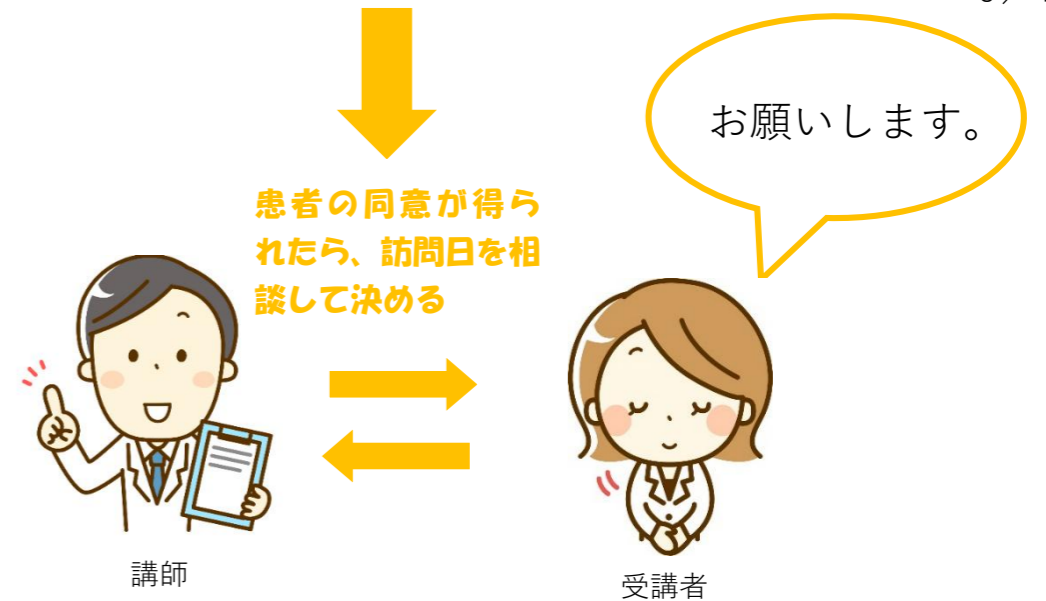 お願いします。
患者の同意が得ら
れたら、訪問日を相
談して決める
講師
受講者